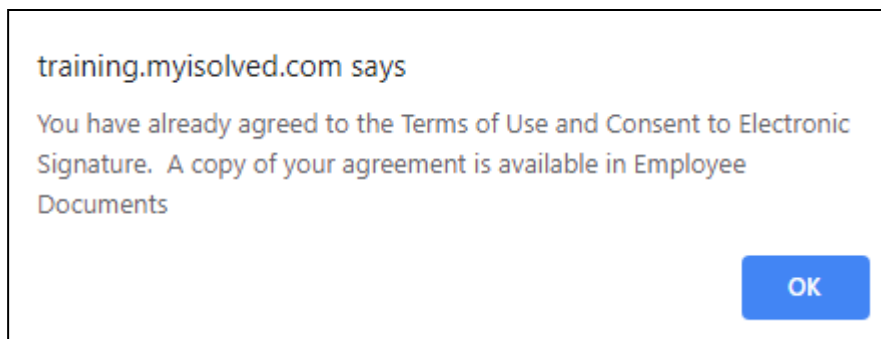 training.myisolved.com says
You have already agreed to the Terms of Use and Consent to Electronic
Signature.  A copy of your agreement is available in Employee
Documents
OK